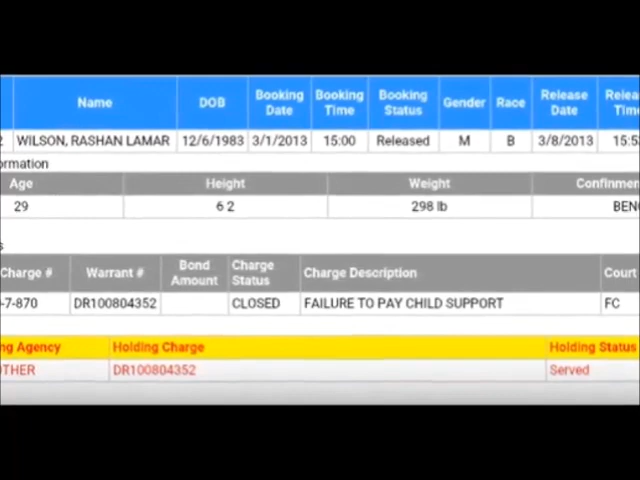 Name DOB Booking Date Booking Time Booking Status Gender Race Release Date
WILSON, RASHAN LAMAR 12/6/1983 3/1/2013 15:00 Released M B 3/8/2013
Age Height Weight
29 6 2 298 lb
Charge # Warrant # Bond Amount Charge Status Charge Description Court
-7-870 DR100804352 CLOSED FAILURE TO PAY CHILD SUPPORT FC
Agency Holding Charge Holding Status
OTHER DR100804352 Served